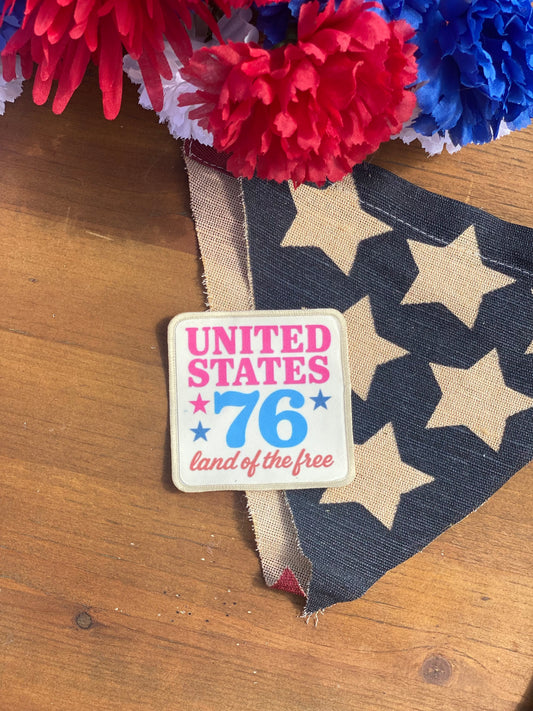 UNITED
STATES
76
land of the free